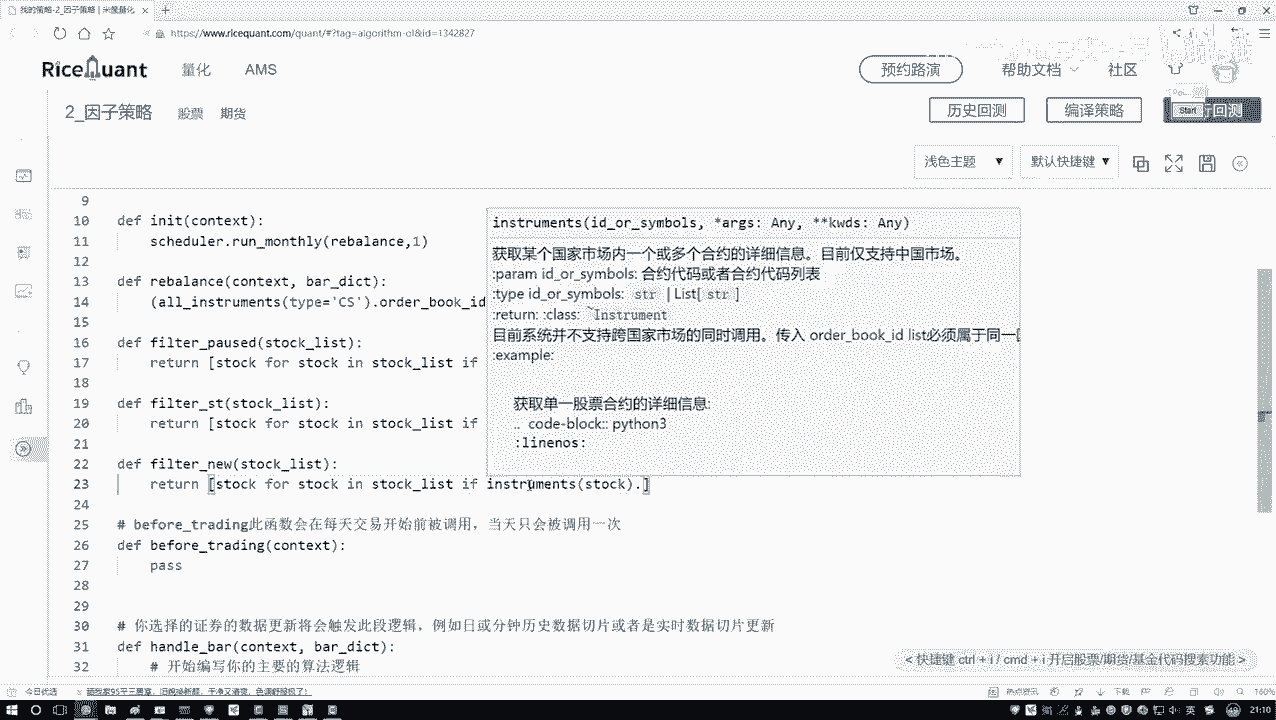 我的策略-2_因子策略 | 米筐量化
https://www.ricequant.com/quant/#?tag=algorithm-ol&id=1342827
RiceQuant 量化 AMS 预约路演 帮助文档 社区
2_因子策略 股票 期货 历史回测 编译策略 Start 回测
浅色主题 ▼ 默认快捷键 ▼
9
10 def init(context):
11 scheduler.run_monthly(rebalance,1)
12
13 def rebalance(context, bar_dict):
14 (all_instruments(type='CS').order_book_id
15
16 def filter_paused(stock_list):
17 return [stock for stock in stock_list if
18
19 def filter_st(stock_list):
20 return [stock for stock in stock_list if
21
22 def filter_new(stock_list):
23 return [stock for stock in stock_list if instruments(stock).]
24
25 # before_trading此函数会在每天交易开始前被调用，当天只会被调用一次
26 def before_trading(context):
27 pass
28
29
30 # 你选择的证券的数据更新将会触发此段逻辑，例如日或分钟历史数据切片或者是实时数据切片更新
31 def handle_bar(context, bar_dict):
32 # 开始编写你的主要的算法逻辑
instruments(id_or_symbols, *args: Any, **kwds: Any)
获取某个国家市场内一个或多个合约的详细信息。目前仅支持中国市场。
:param id_or_symbols: 合约代码或者合约代码列表
:type id_or_symbols: str | List[ str ]
:return: :class: `Instrument
目前系统并不支持跨国家市场的同时调用。传入 order_book_id list必须属于同一
:example:
获取单一股票合约的详细信息:
.. code-block:: python3
:linenos:
< 快捷键 ctrl + i / cmd + i 开启股票/期货/基金代码搜索功能 >
今日优选 热点资讯 下载 160%
英 21:10